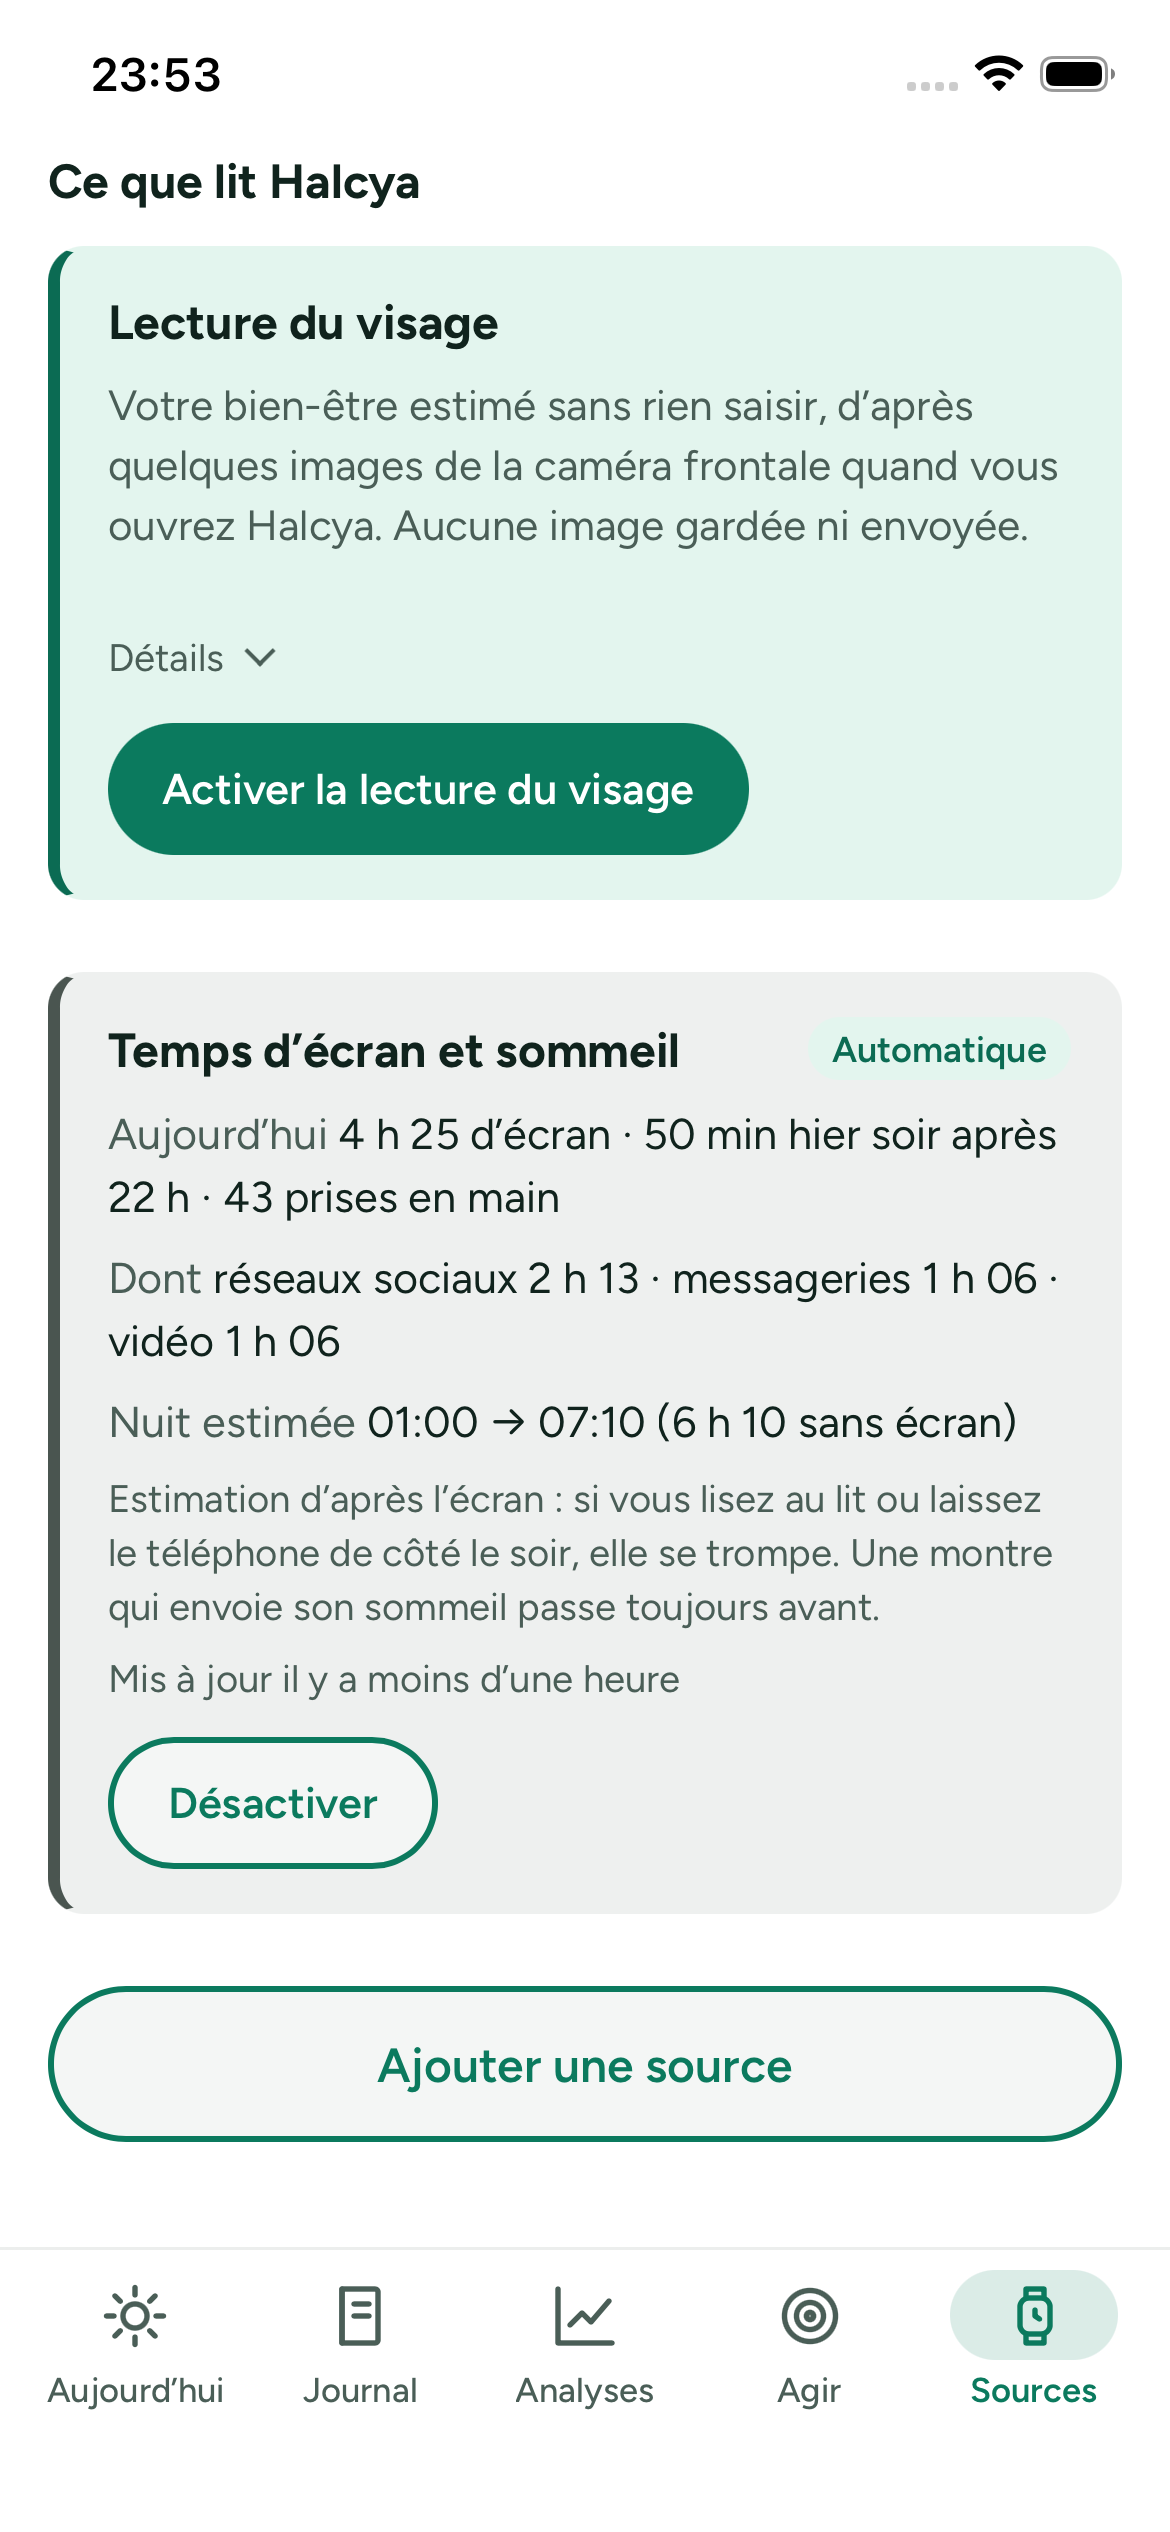 23:53
Ce que lit Halcya
Lecture du visage
Votre bien-être estimé sans rien saisir, d’après
quelques images de la caméra frontale quand vous
ouvrez Halcya. Aucune image gardée ni envoyée.
Détails
Activer la lecture du visage
Temps d’écran et sommeil
Automatique
Aujourd’hui 4 h 25 d’écran · 50 min hier soir après
22 h · 43 prises en main
Dont réseaux sociaux 2 h 13 · messageries 1 h 06 ·
vidéo 1 h 06
Nuit estimée 01:00 → 07:10 (6 h 10 sans écran)
Estimation d’après l’écran : si vous lisez au lit ou laissez
le téléphone de côté le soir, elle se trompe. Une montre
qui envoie son sommeil passe toujours avant.
Mis à jour il y a moins d’une heure
Désactiver
Ajouter une source
Aujourd’hui
Journal
Analyses
Agir
Sources